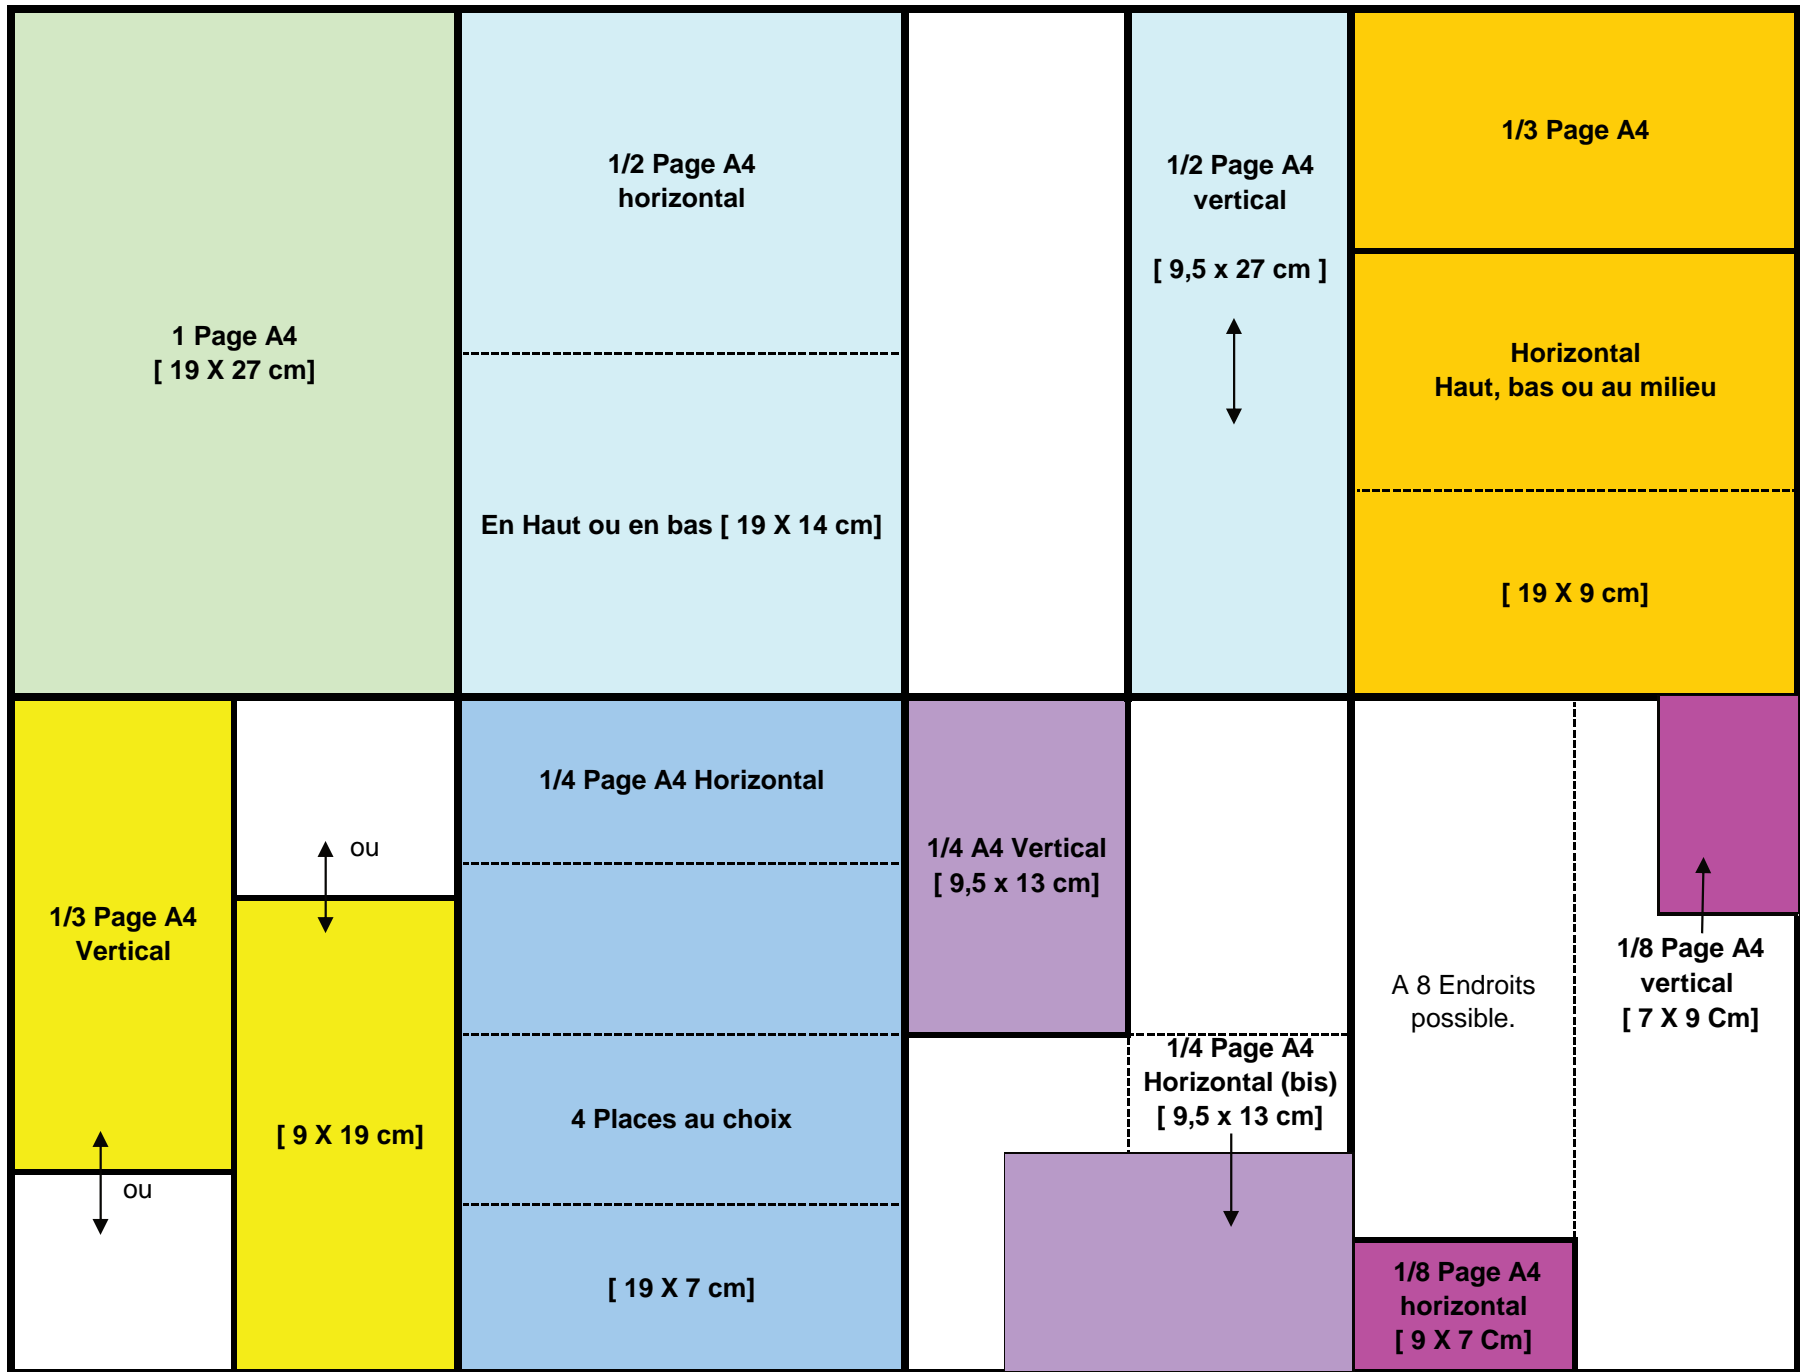 1 Page A4
[ 19 X 27 cm]
1/2 Page A4
horizontal
En Haut ou en bas [ 19 X 14 cm]
1/2 Page A4
vertical
[ 9,5 x 27 cm ]
1/3 Page A4
Horizontal
Haut, bas ou au milieu
[ 19 X 9 cm]
1/3 Page A4
Vertical
ou
ou
[ 9 X 19 cm]
1/4 Page A4 Horizontal
4 Places au choix
[ 19 X 7 cm]
1/4 A4 Vertical
[ 9,5 x 13 cm]
1/4 Page A4
Horizontal (bis)
[ 9,5 x 13 cm]
A 8 Endroits
possible.
1/8 Page A4
vertical
[ 7 X 9 Cm]
1/8 Page A4
horizontal
[ 9 X 7 Cm]